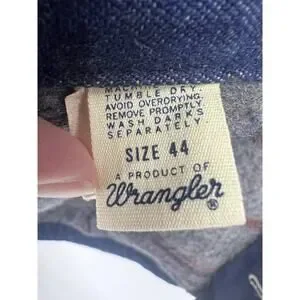 TUMBLE DRY.
AVOID OVERDRYING.
REMOVE PROMPTLY.
WASH DARKS
SEPARATELY.
SIZE 44
A PRODUCT OF
Wrangler®